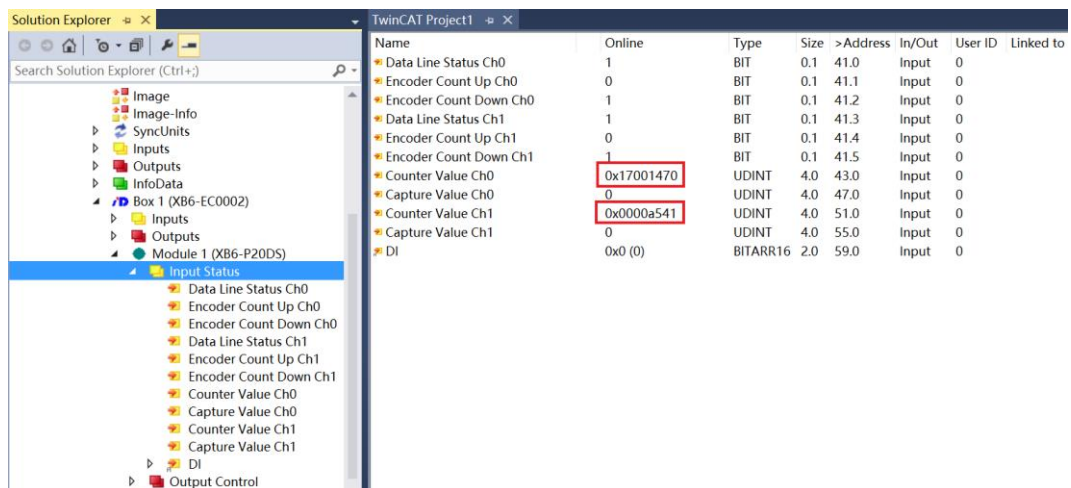 Solution Explorer
Search Solution Explorer (Ctrl+;)
Image
Image-Info
SyncUnits
Inputs
Outputs
InfoData
Box 1 (XB6-EC0002)
Inputs
Outputs
Module 1 (XB6-P20DS)
Input Status
Data Line Status Ch0
Encoder Count Up Ch0
Encoder Count Down Ch0
Data Line Status Ch1
Encoder Count Up Ch1
Encoder Count Down Ch1
Counter Value Ch0
Capture Value Ch0
Counter Value Ch1
Capture Value Ch1
DI
Output Control
TwinCAT Project1
Name Online Type Size >Address In/Out User ID Linked to
Data Line Status Ch0 1 BIT 0.1 41.0 Input 0
Encoder Count Up Ch0 0 BIT 0.1 41.1 Input 0
Encoder Count Down Ch0 1 BIT 0.1 41.2 Input 0
Data Line Status Ch1 1 BIT 0.1 41.3 Input 0
Encoder Count Up Ch1 0 BIT 0.1 41.4 Input 0
Encoder Count Down Ch1 1 BIT 0.1 41.5 Input 0
Counter Value Ch0 0x17001470 UDINT 4.0 43.0 Input 0
Capture Value Ch0 0 UDINT 4.0 47.0 Input 0
Counter Value Ch1 0x0000a541 UDINT 4.0 51.0 Input 0
Capture Value Ch1 0 UDINT 4.0 55.0 Input 0
DI 0x0 (0) BITARR16 2.0 59.0 Input 0